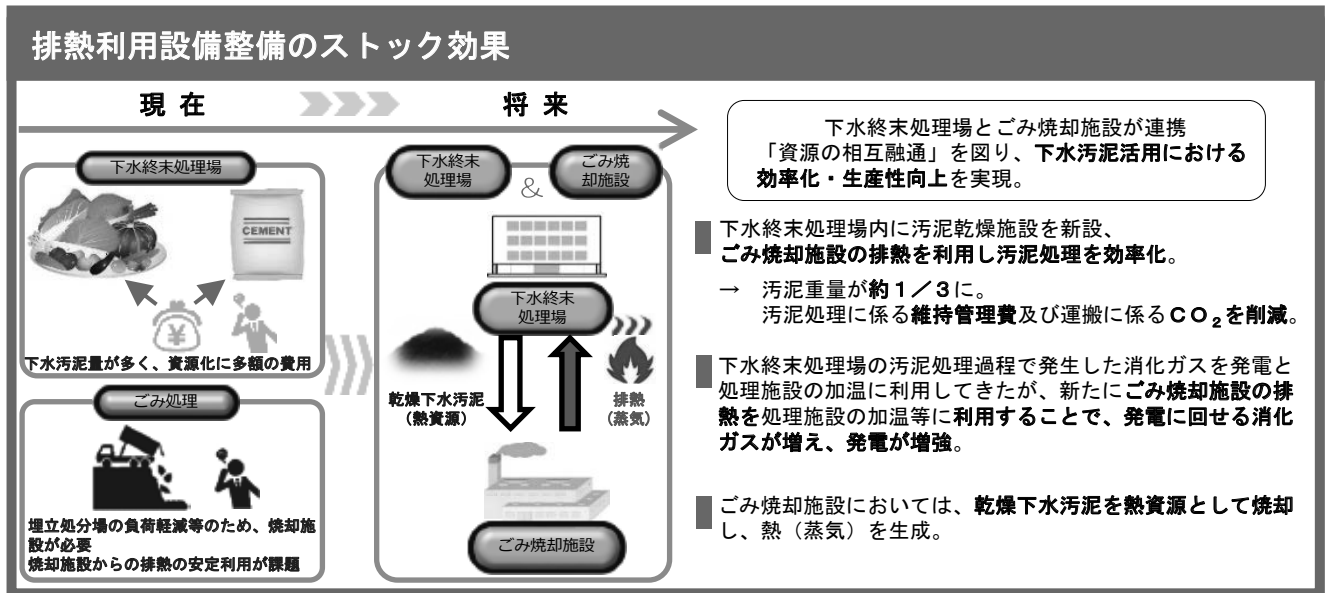 排熱利用設備整備のストック効果
現 在
将 来
下水終末処理場
CEMENT
¥
下水汚泥量が多く、資源化に多額の費用
ごみ処理
埋立処分場の負荷軽減等のため、焼却施
設が必要
焼却施設からの排熱の安定利用が課題
下水終末
処理場
&
ごみ焼
却施設
下水終末
処理場
乾燥下水汚泥
(熱資源)
排熱
(蒸気)
ごみ焼却施設
下水終末処理場とごみ焼却施設が連携
「資源の相互融通」を図り、下水汚泥活用における
効率化・生産性向上を実現。
下水終末処理場内に汚泥乾燥施設を新設、
ごみ焼却施設の排熱を利用し汚泥処理を効率化。
→ 汚泥重量が約1/3に。
汚泥処理に係る維持管理費及び運搬に係るCO₂を削減。
下水終末処理場の汚泥処理過程で発生した消化ガスを発電と
処理施設の加温に利用してきたが、新たにごみ焼却施設の排
熱を処理施設の加温等に利用することで、発電に回せる消化
ガスが増え、発電が増強。
ごみ焼却施設においては、乾燥下水汚泥を熱資源として焼却
し、熱(蒸気)を生成。